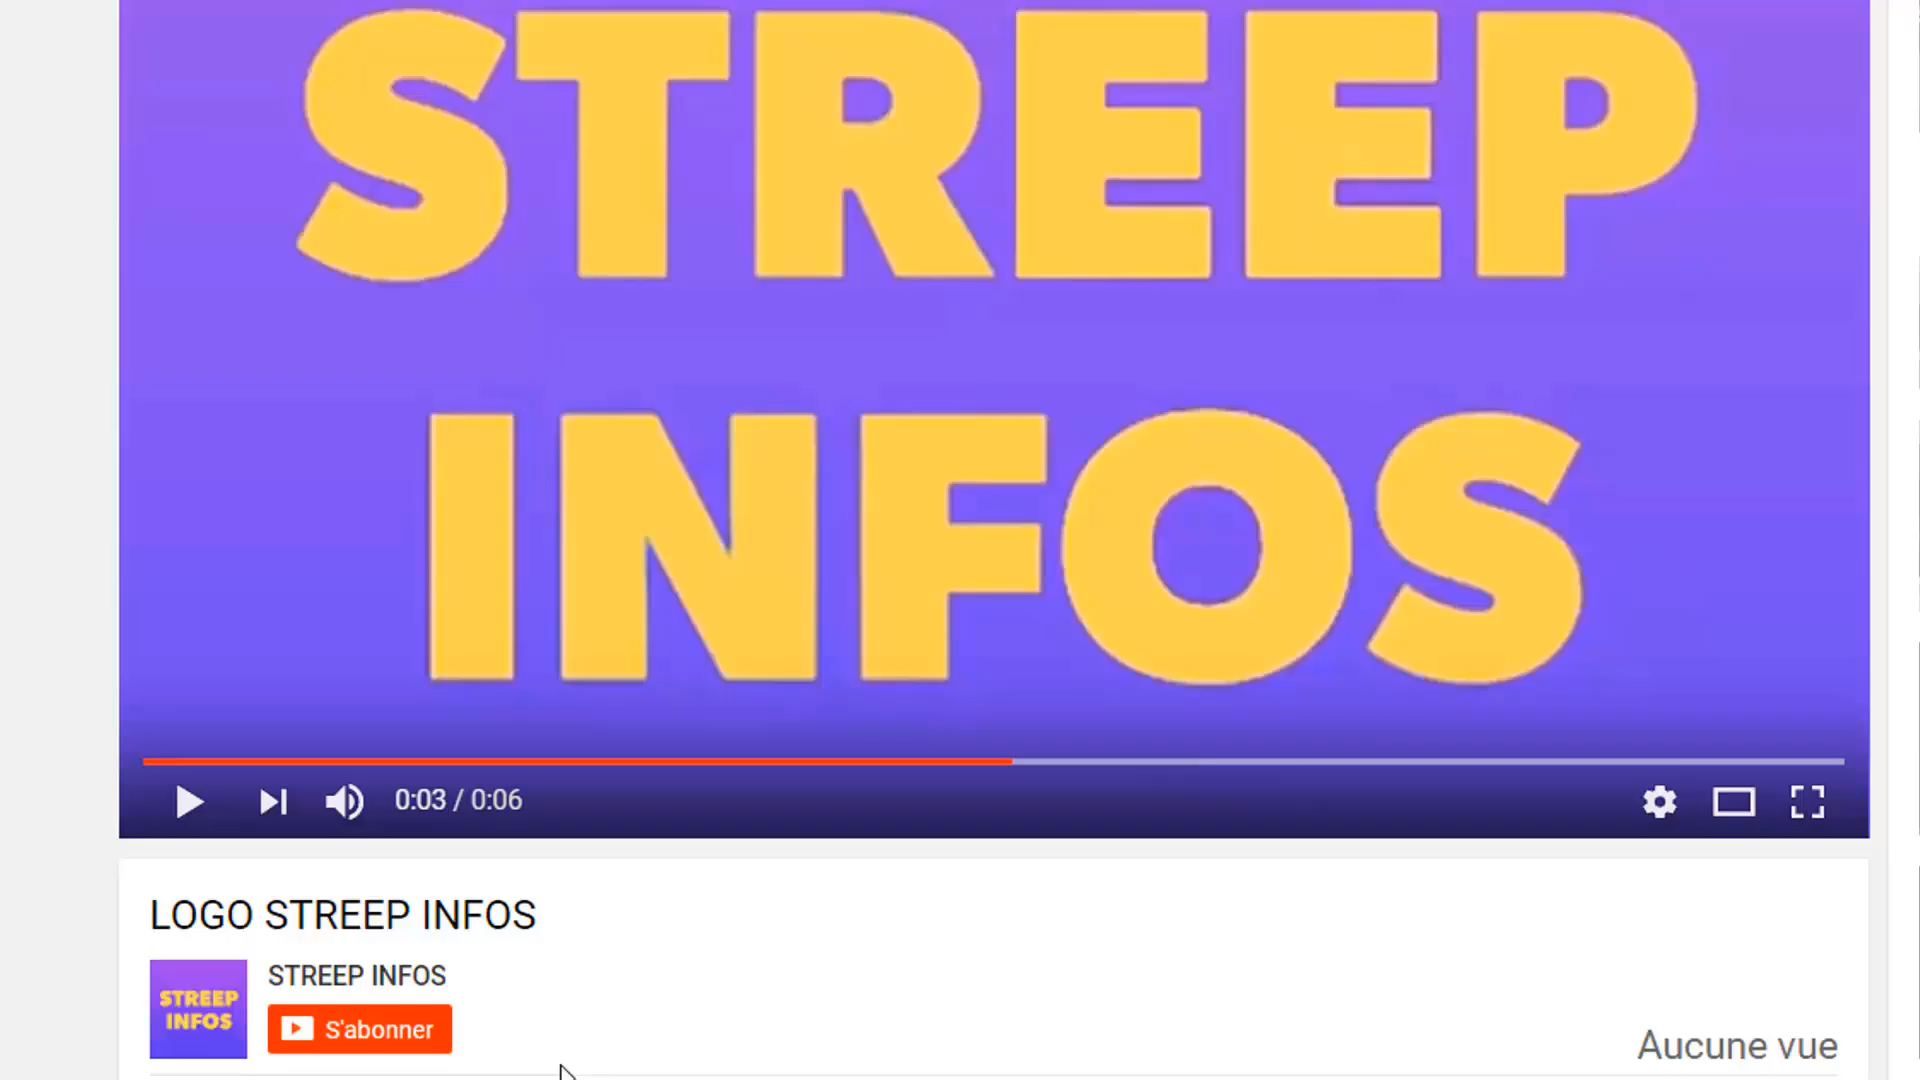 STREEP
INFOS
0:03 / 0:06
LOGO STREEP INFOS
STREEP INFOS
STREEP
INFOS
S'abonner
Aucune vue